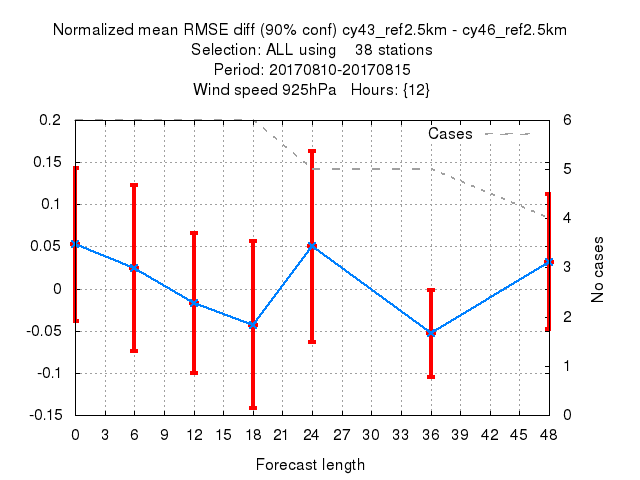 Normalized mean RMSE diff (90% conf) cy43_ref2.5km - cy46_ref2.5km
Selection: ALL using    38 stations
Period: 20170810-20170815
Wind speed 925hPa   Hours: {12}
Cases
0.2
0.15
0.1
0.05
0
-0.05
-0.1
-0.15
6
5
4
3
2
1
0
No cases
0 3 6 9 12 15 18 21 24 27 30 33 36 39 42 45 48
Forecast length